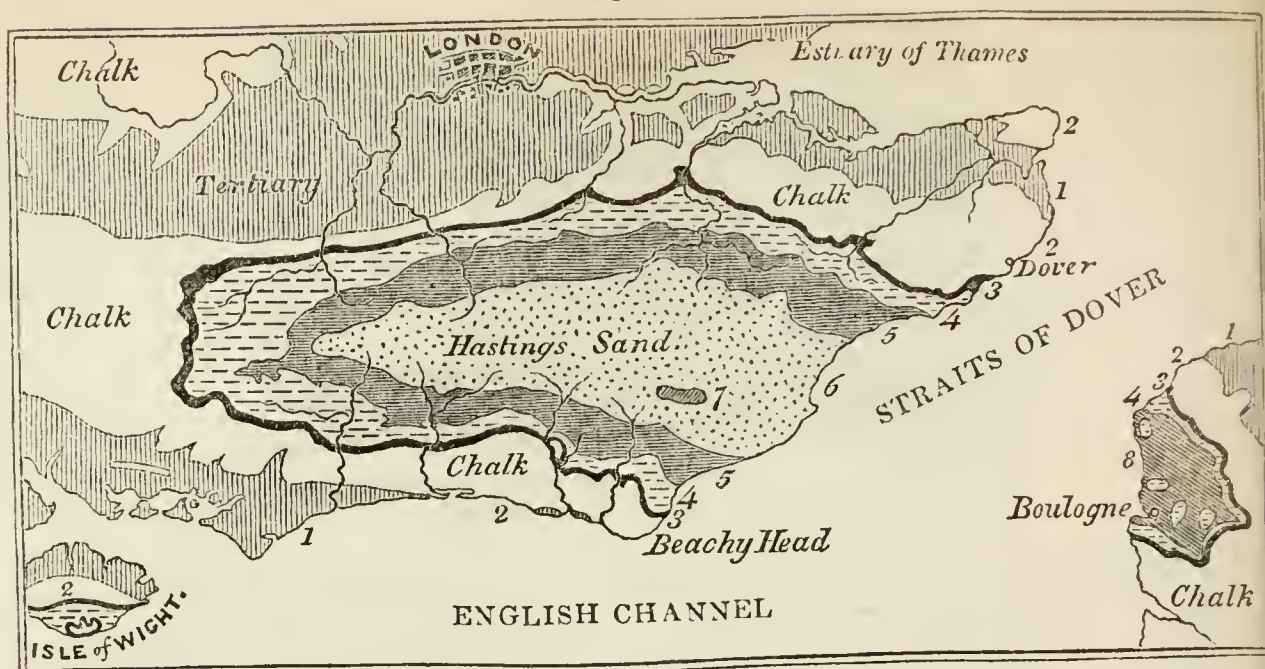 LONDON
Estuary of Thames
Chalk
2
Tertiary
Chalk
1
2
Dover
3
4
Chalk
5
Hastings Sand.
STRAITS OF DOVER
6
7
1
2
3
4
Chalk
5
8
4
2
3
Boulogne
1
Beachy Head
2
Chalk
ENGLISH CHANNEL
ISLE of WIGHT.